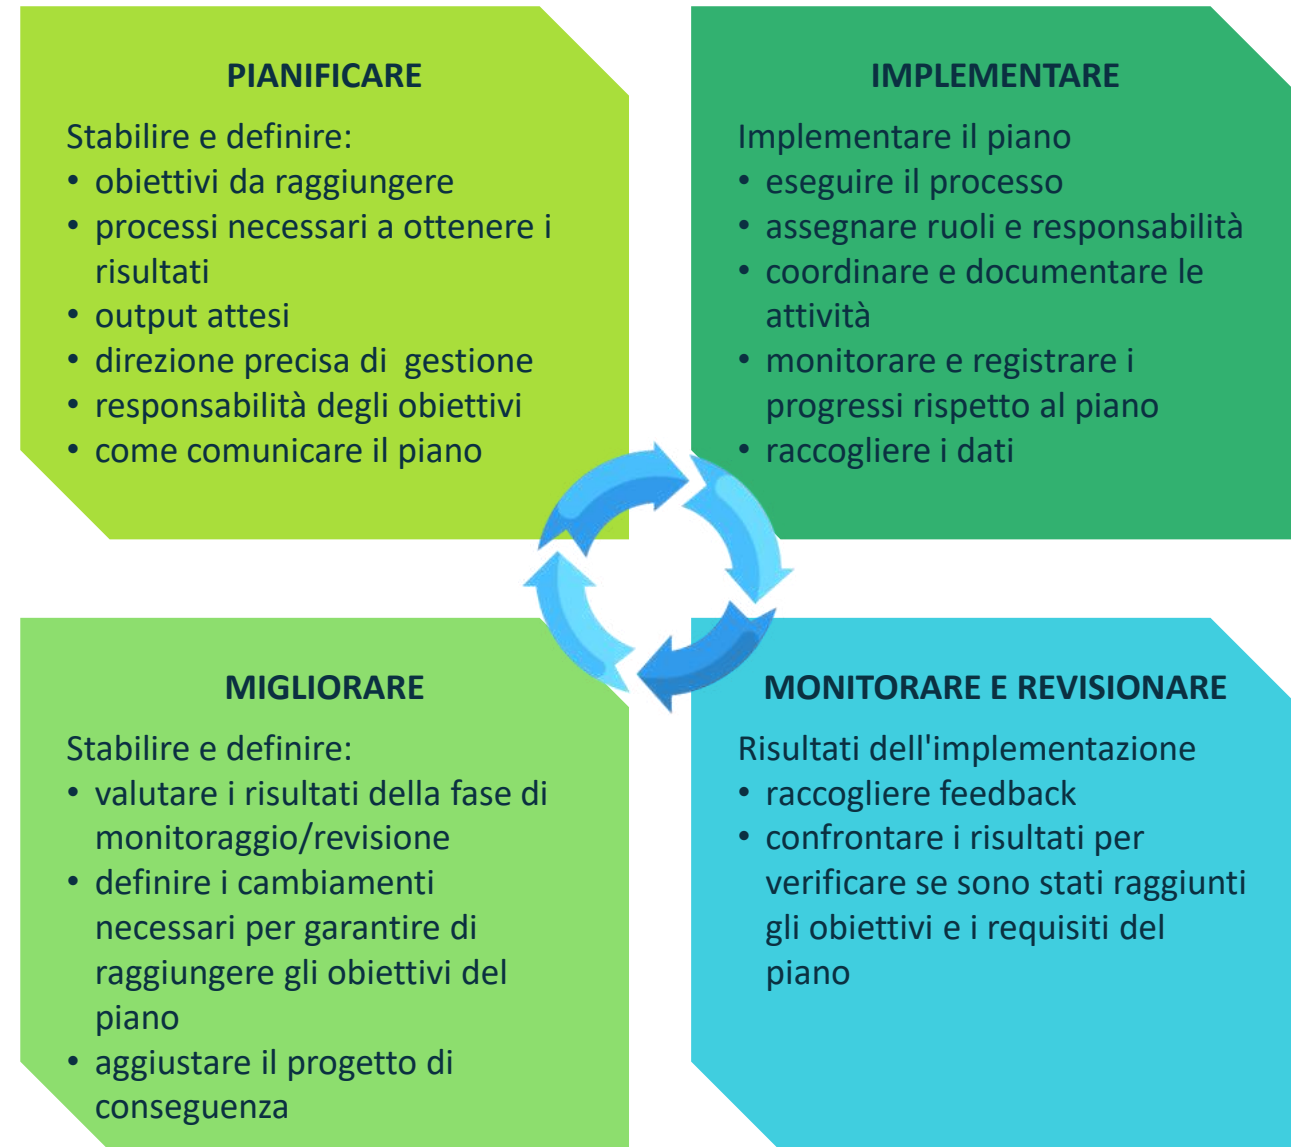 PIANIFICARE
Stabilire e definire:
• obiettivi da raggiungere
• processi necessari a ottenere i
risultati
• output attesi
• direzione precisa di  gestione
• responsabilità degli obiettivi
• come comunicare il piano
IMPLEMENTARE
Implementare il piano
• eseguire il processo
• assegnare ruoli e responsabilità
• coordinare e documentare le
attività
• monitorare e registrare i
progressi rispetto al piano
• raccogliere i dati
MIGLIORARE
Stabilire e definire:
• valutare i risultati della fase di
monitoraggio/revisione
• definire i cambiamenti
necessari per garantire di
raggiungere gli obiettivi del
piano
• aggiustare il progetto di
conseguenza
MONITORARE E REVISIONARE
Risultati dell'implementazione
• raccogliere feedback
• confrontare i risultati per
verificare se sono stati raggiunti
gli obiettivi e i requisiti del
piano